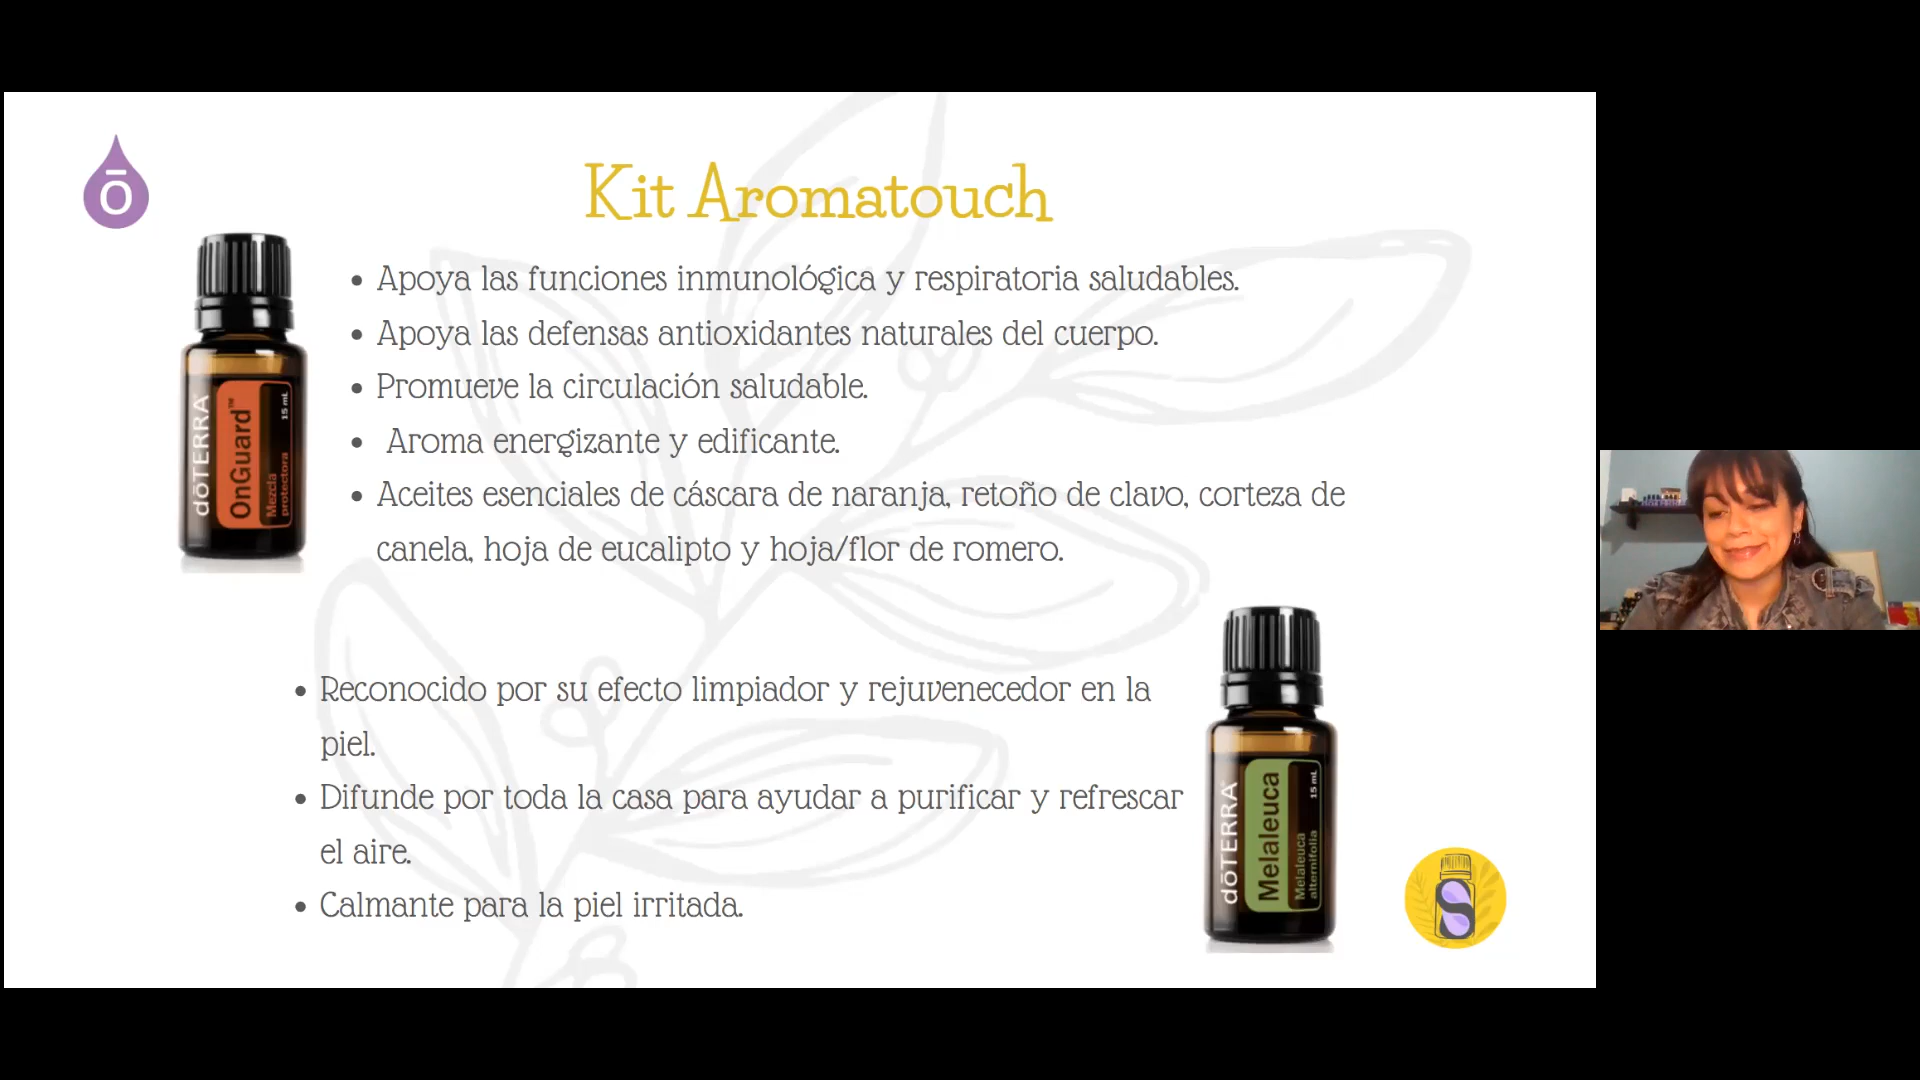 ō
Kit Aromatouch
• Apoya las funciones inmunológica y respiratoria saludables.
• Apoya las defensas antioxidantes naturales del cuerpo.
• Promueve la circulación saludable.
• Aroma energizante y edificante.
• Aceites esenciales de cáscara de naranja, retoño de clavo, corteza de
canela, hoja de eucalipto y hoja/flor de romero.
dōTERRA
OnGuard™
15 mL
Mezcla
protectora
• Reconocido por su efecto limpiador y rejuvenecedor en la
piel.
• Difunde por toda la casa para ayudar a purificar y refrescar
el aire.
• Calmante para la piel irritada.
dōTERRA
Melaleuca
15 mL
Melaleuca
alternifolia
S